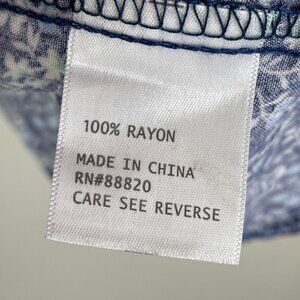 100% RAYON
MADE IN CHINA
RN#88820
CARE SEE REVERSE